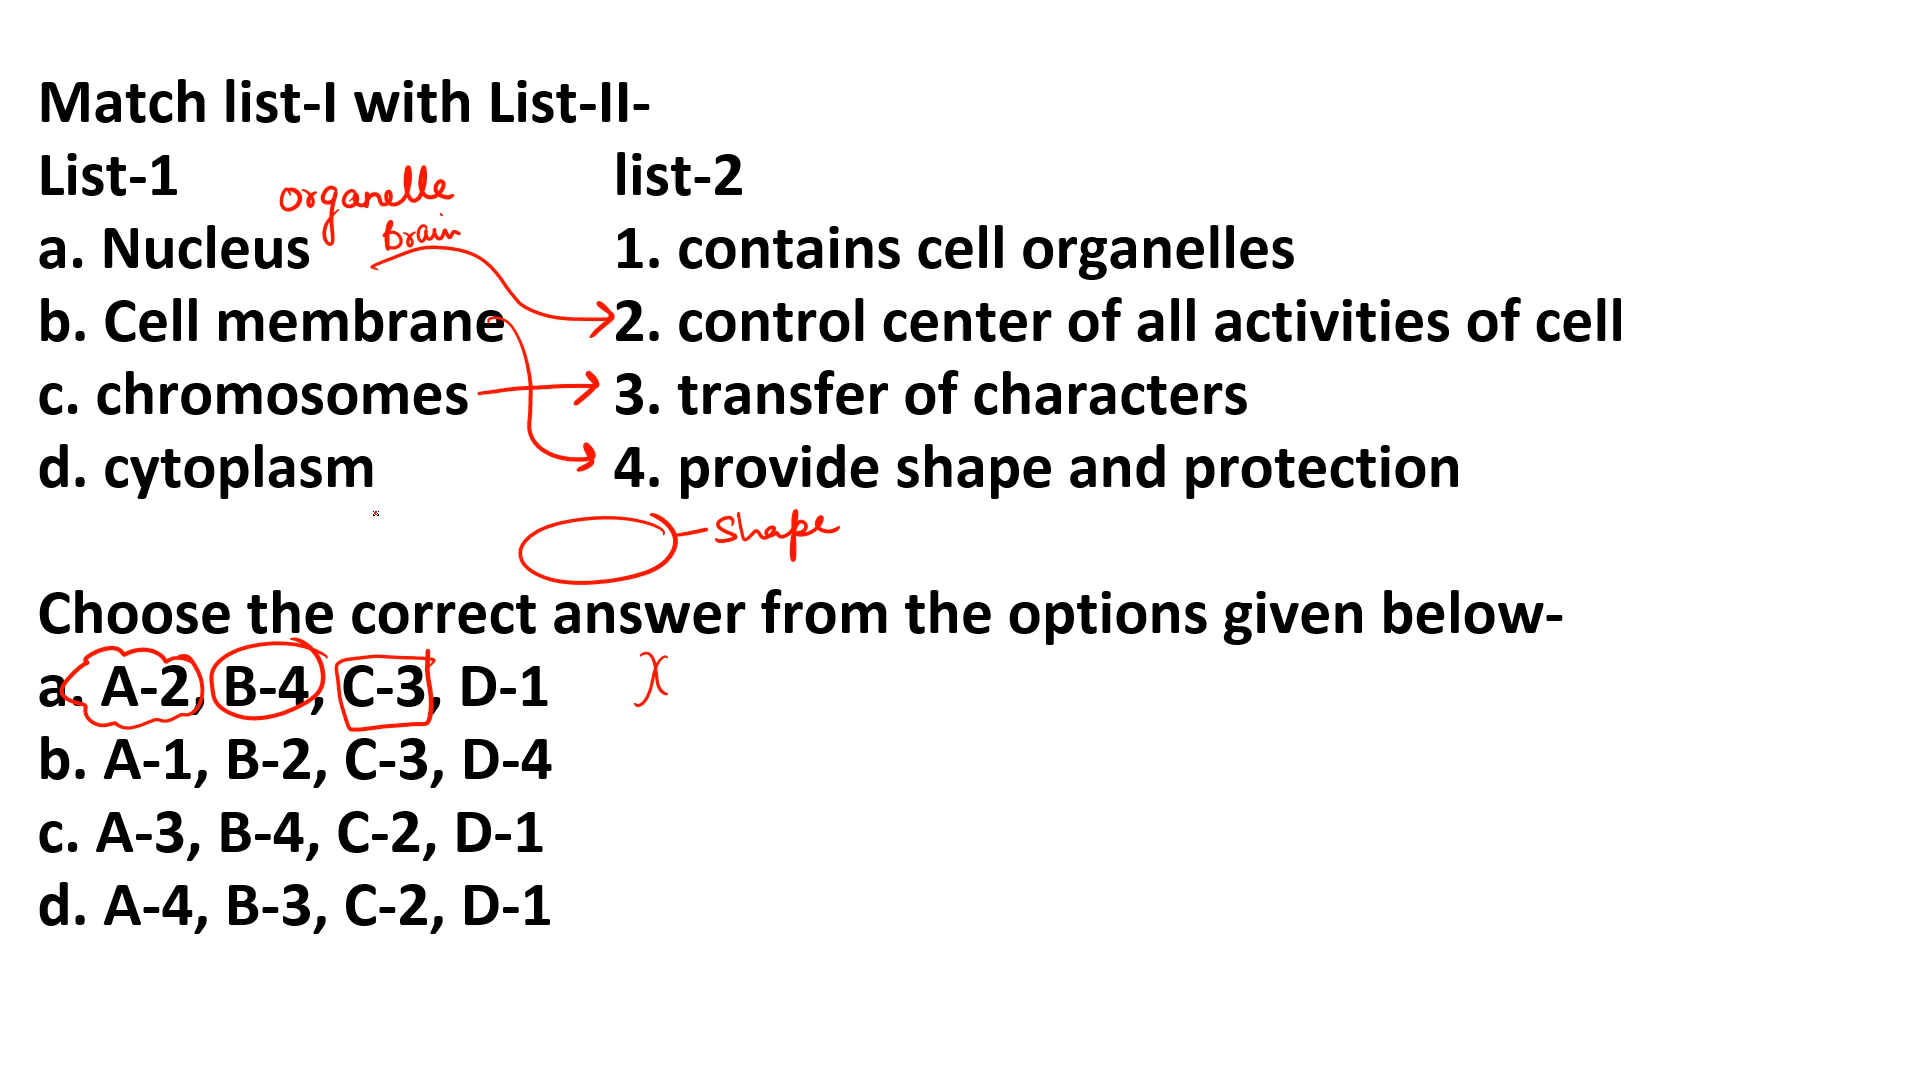 Match list-I with List-II-
List-1 list-2
organelle
a. Nucleus brain 1. contains cell organelles
b. Cell membrane 2. control center of all activities of cell
c. chromosomes 3. transfer of characters
d. cytoplasm 4. provide shape and protection
shape
Choose the correct answer from the options given below-
a. A-2, B-4, C-3, D-1
b. A-1, B-2, C-3, D-4
c. A-3, B-4, C-2, D-1
d. A-4, B-3, C-2, D-1